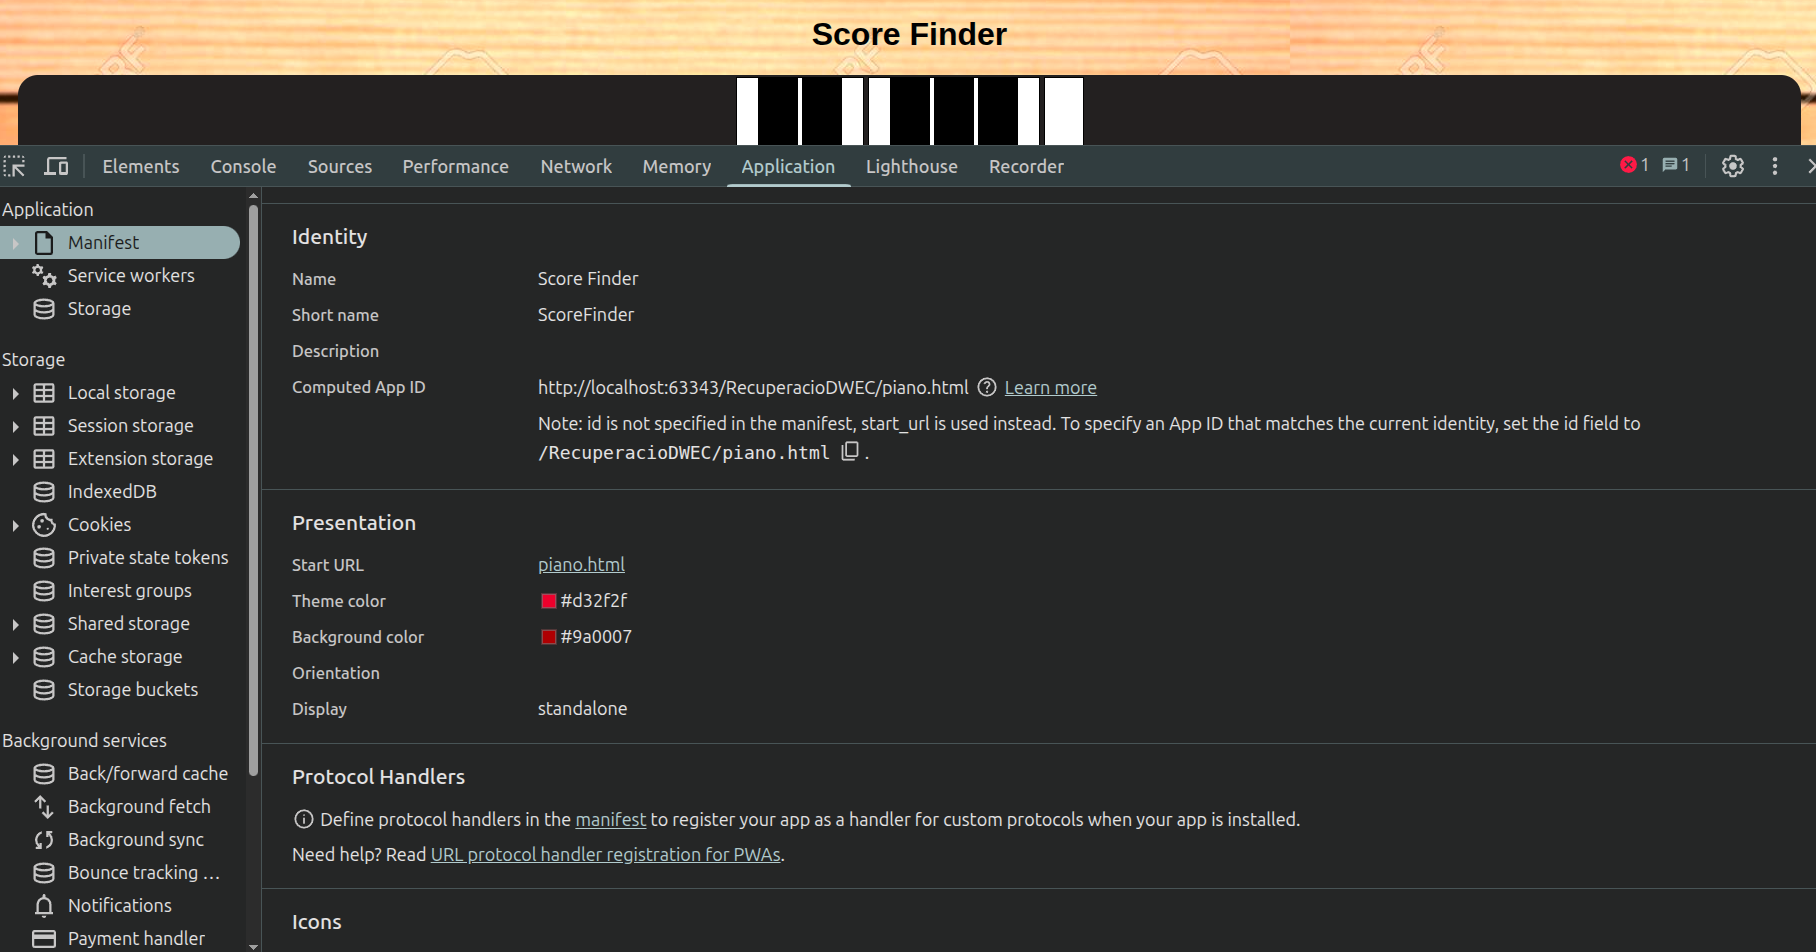 Score Finder
Elements Console Sources Performance Network Memory Application Lighthouse Recorder 1 1
Application
Manifest
Service workers
Storage
Storage
Local storage
Session storage
Extension storage
IndexedDB
Cookies
Private state tokens
Interest groups
Shared storage
Cache storage
Storage buckets
Background services
Back/forward cache
Background fetch
Background sync
Bounce tracking …
Notifications
Payment handler
Identity
Name Score Finder
Short name ScoreFinder
Description
Computed App ID http://localhost:63343/RecuperacioDWEC/piano.html Learn more
Note: id is not specified in the manifest, start_url is used instead. To specify an App ID that matches the current identity, set the id field to
/RecuperacioDWEC/piano.html .
Presentation
Start URL piano.html
Theme color #d32f2f
Background color #9a0007
Orientation
Display standalone
Protocol Handlers
Define protocol handlers in the manifest to register your app as a handler for custom protocols when your app is installed.
Need help? Read URL protocol handler registration for PWAs.
Icons